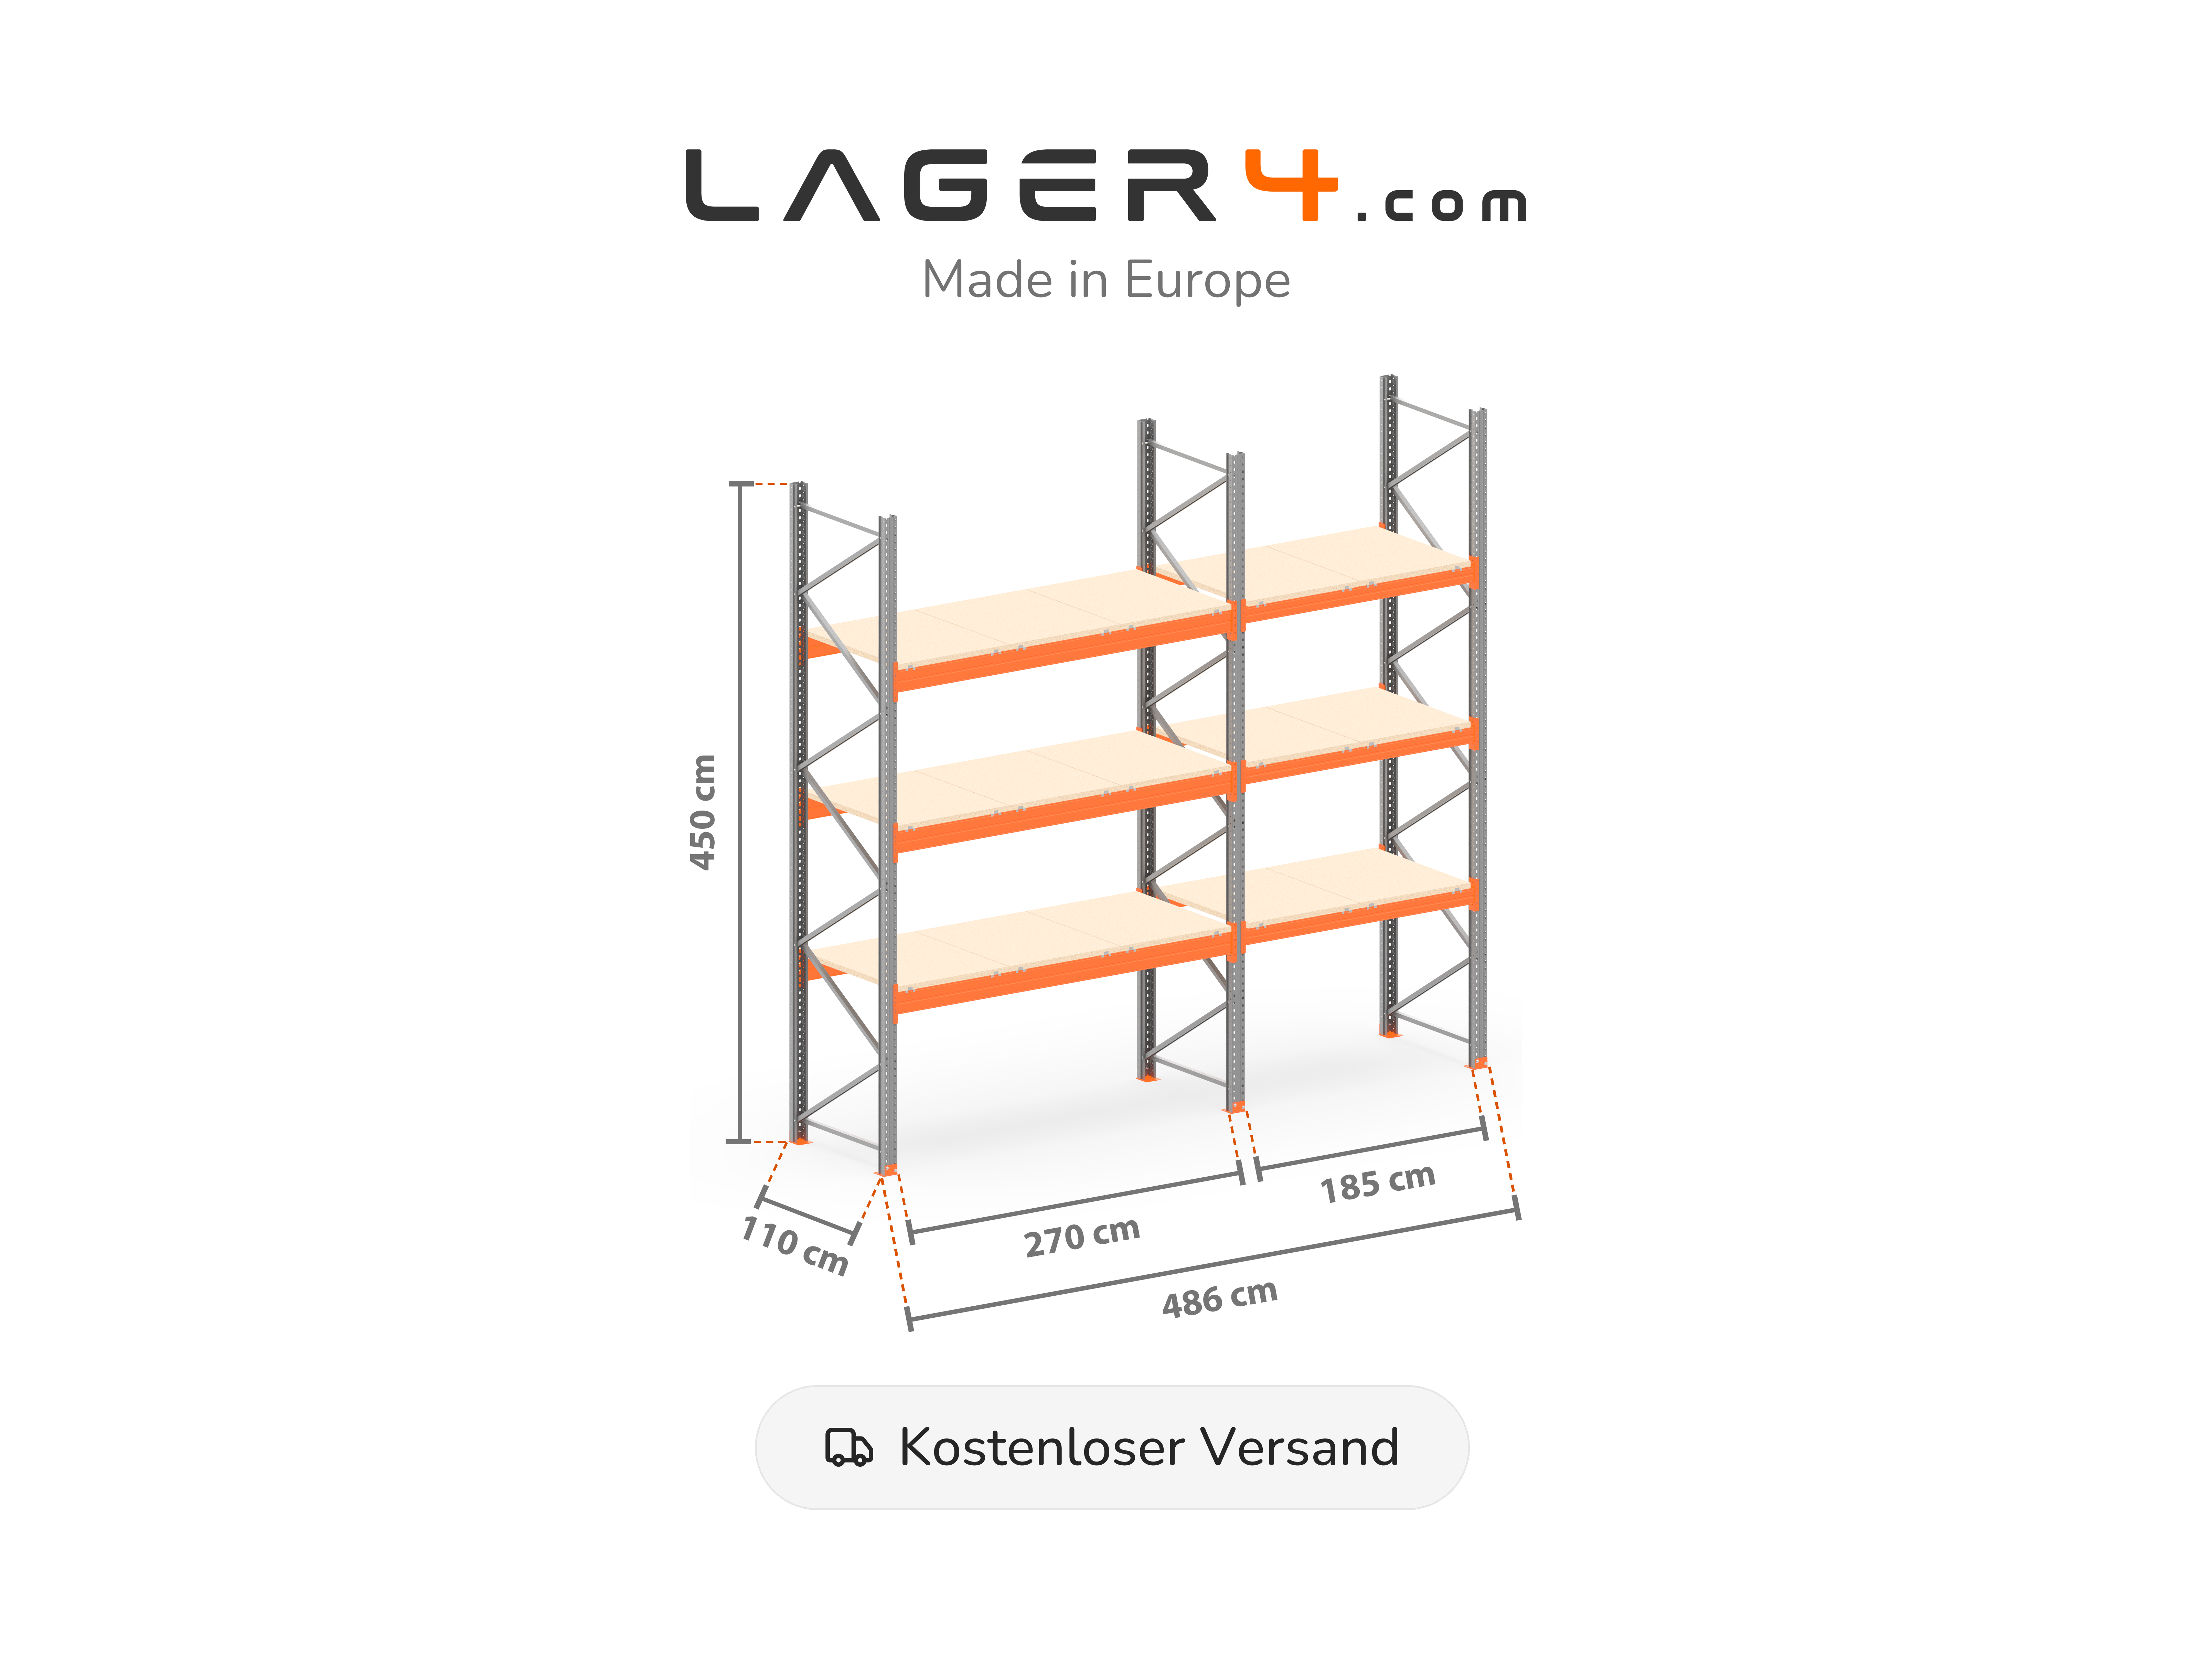 LAGER4.com
Made in Europe
450 cm
110 cm
270 cm
185 cm
486 cm
Kostenloser Versand